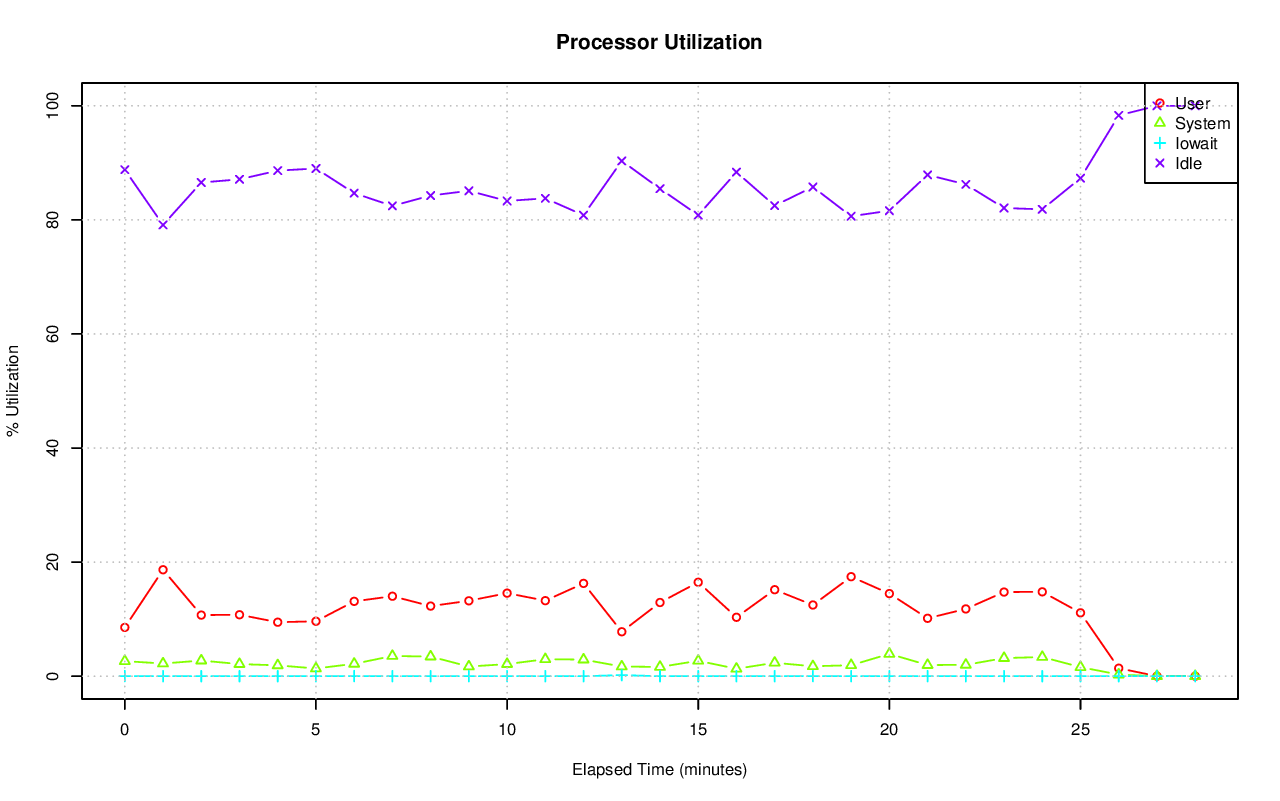 Processor Utilization
100
80
60
40
20
0
% Utilization
User
System
Iowait
Idle
0 5 10 15 20 25
Elapsed Time (minutes)